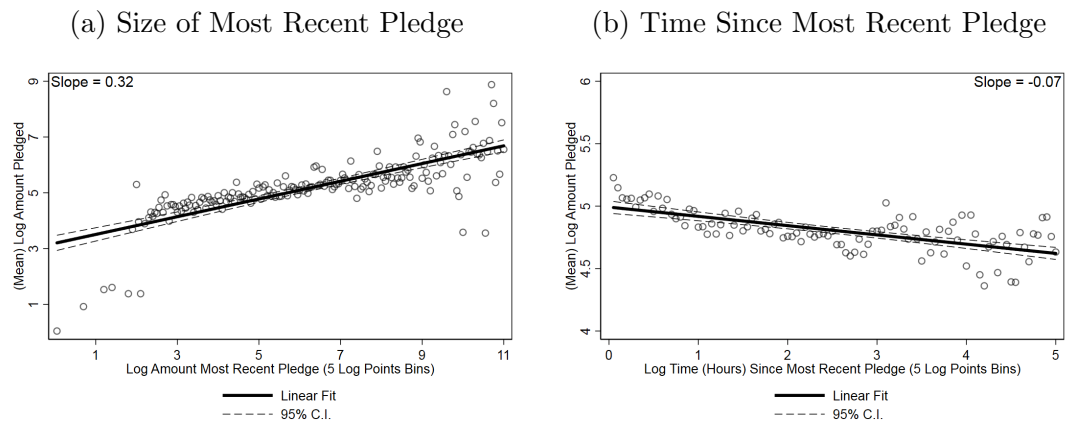 (a) Size of Most Recent Pledge
Slope = 0.32
(Mean) Log Amount Pledged
9
7
5
3
1
1 3 5 7 9 11
Log Amount Most Recent Pledge (5 Log Points Bins)
Linear Fit
95% C.I.
(b) Time Since Most Recent Pledge
Slope = -0.07
(Mean) Log Amount Pledged
6
5.5
5
4.5
4
0 1 2 3 4 5
Log Time (Hours) Since Most Recent Pledge (5 Log Points Bins)
Linear Fit
95% C.I.